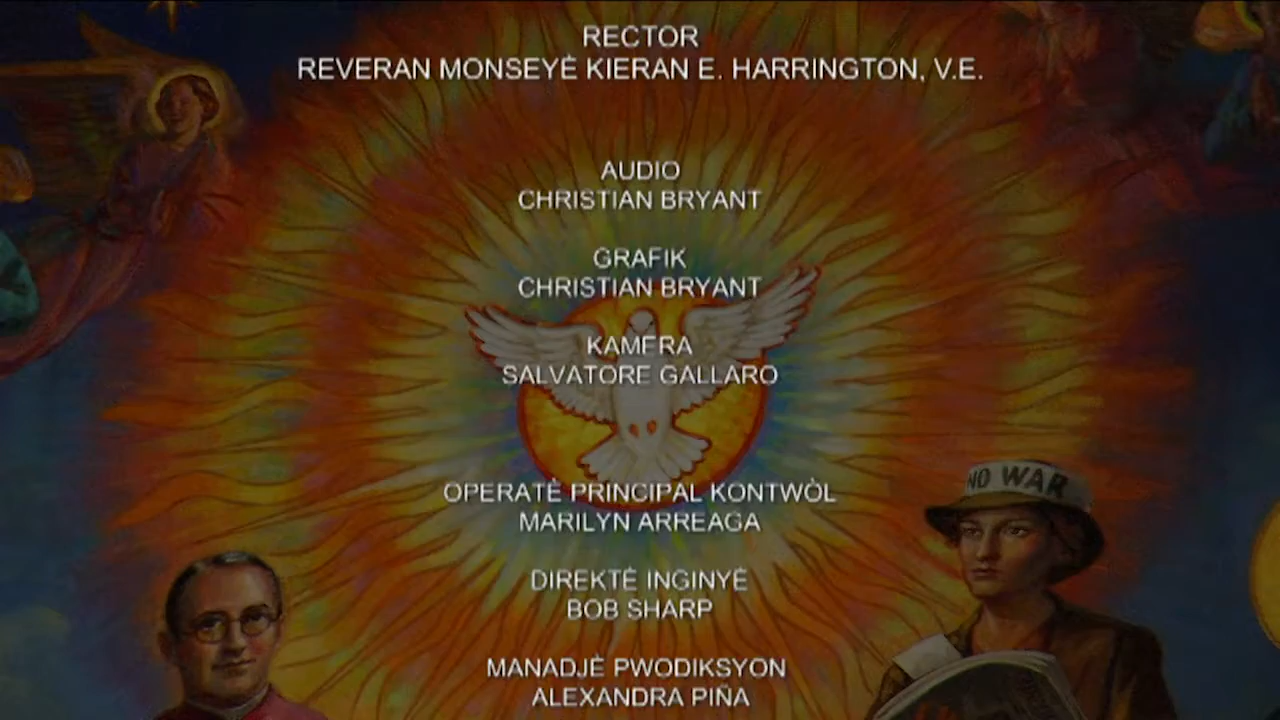 RECTOR
REVERAN MONSEYÈ KIERAN E. HARRINGTON, V.E.
AUDIO
CHRISTIAN BRYANT
GRAFIK
CHRISTIAN BRYANT
KAMERA
SALVATORE GALLARO
OPERATÈ PRINCIPAL KONTWÒL
MARILYN ARREAGA
NO WAR
DIREKTÈ INGINYÈ
BOB SHARP
MANADJÈ PWODIKSYON
ALEXANDRA PIÑA